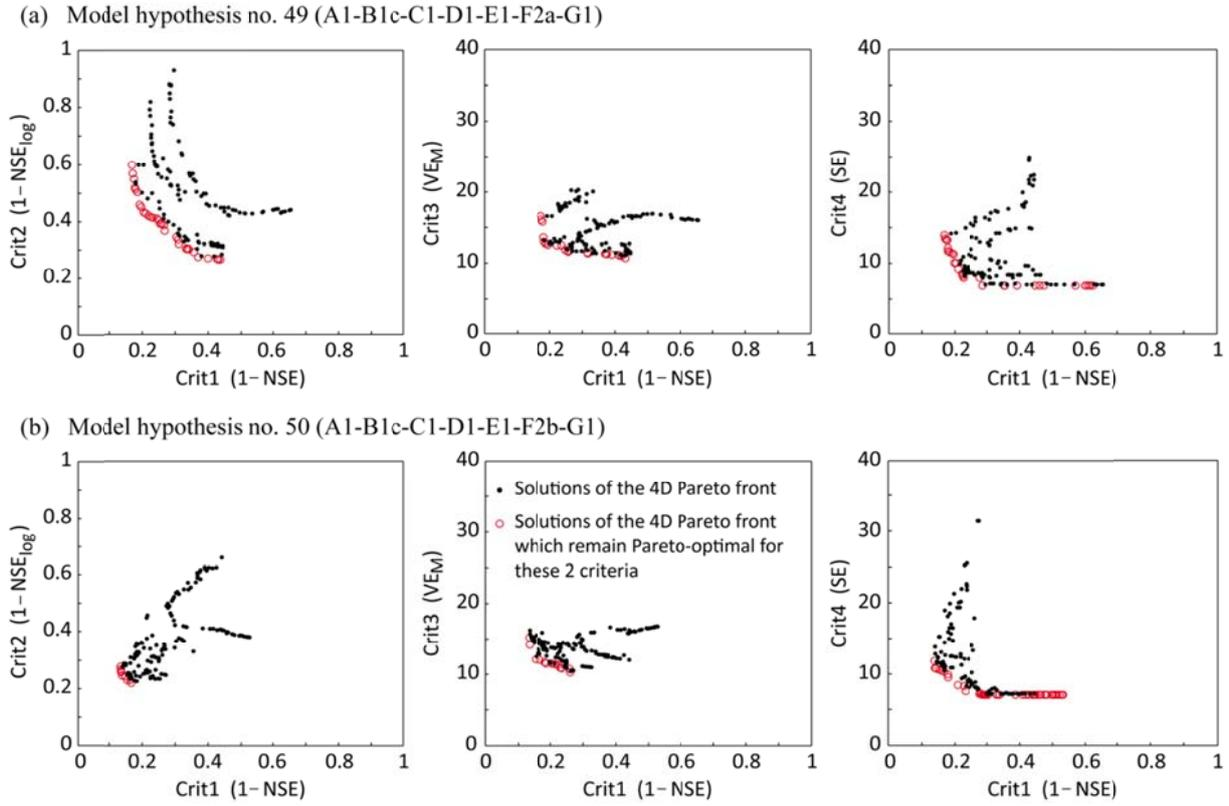 (a) Model hypothesis no. 49 (A1-B1c-C1-D1-E1-F2a-G1)
Crit2 (1-NSElog)
1
0.8
0.6
0.4
0.2
0
0 0.2 0.4 0.6 0.8 1
Crit1 (1-NSE)
Crit3 (VEM)
40
30
20
10
0
0 0.2 0.4 0.6 0.8 1
Crit1 (1-NSE)
Crit4 (SE)
40
30
20
10
0
0 0.2 0.4 0.6 0.8 1
Crit1 (1-NSE)
(b) Model hypothesis no. 50 (A1-B1c-C1-D1-E1-F2b-G1)
Crit2 (1-NSElog)
1
0.8
0.6
0.4
0.2
0
0 0.2 0.4 0.6 0.8 1
Crit1 (1-NSE)
Crit3 (VEM)
40
30
20
10
0
Solutions of the 4D Pareto front
Solutions of the 4D Pareto front
which remain Pareto-optimal for
these 2 criteria
0 0.2 0.4 0.6 0.8 1
Crit1 (1-NSE)
Crit4 (SE)
40
30
20
10
0
0 0.2 0.4 0.6 0.8 1
Crit1 (1-NSE)